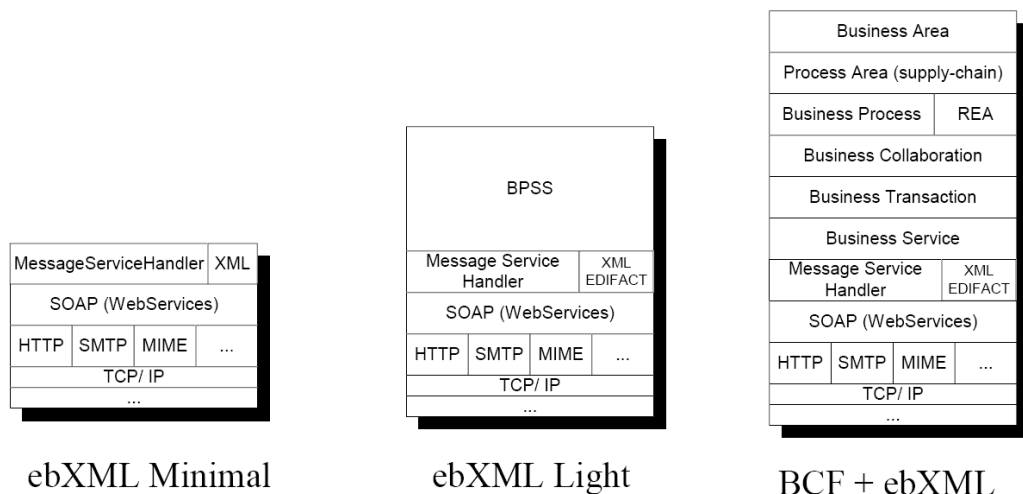 MessageServiceHandler XML
SOAP (WebServices)
HTTP SMTP MIME ...
TCP/ IP
...
ebXML Minimal
BPSS
Message Service
Handler
XML
EDIFACT
SOAP (WebServices)
HTTP SMTP MIME ...
TCP/ IP
...
ebXML Light
Business Area
Process Area (supply-chain)
Business Process REA
Business Collaboration
Business Transaction
Business Service
Message Service
Handler
XML
EDIFACT
SOAP (WebServices)
HTTP SMTP MIME ...
TCP/ IP
...
BCF + ebXML